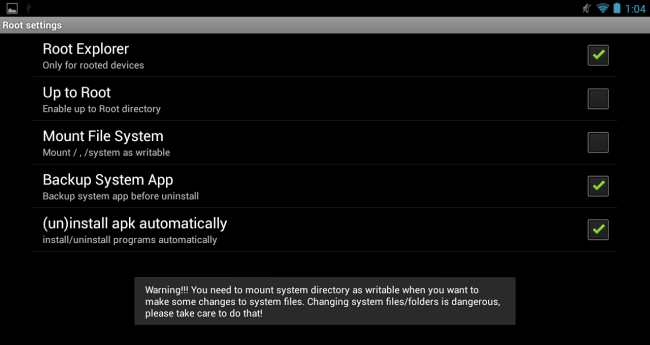 1:04
Root settings
Root Explorer
Only for rooted devices
Up to Root
Enable up to Root directory
Mount File System
Mount / , /system as writable
Backup System App
Backup system app before uninstall
(un)install apk automatically
install/uninstall programs automatically
Warning!!! You need to mount system directory as writable when you want to
make some changes to system files. Changing system files/folders is dangerous,
please take care to do that!